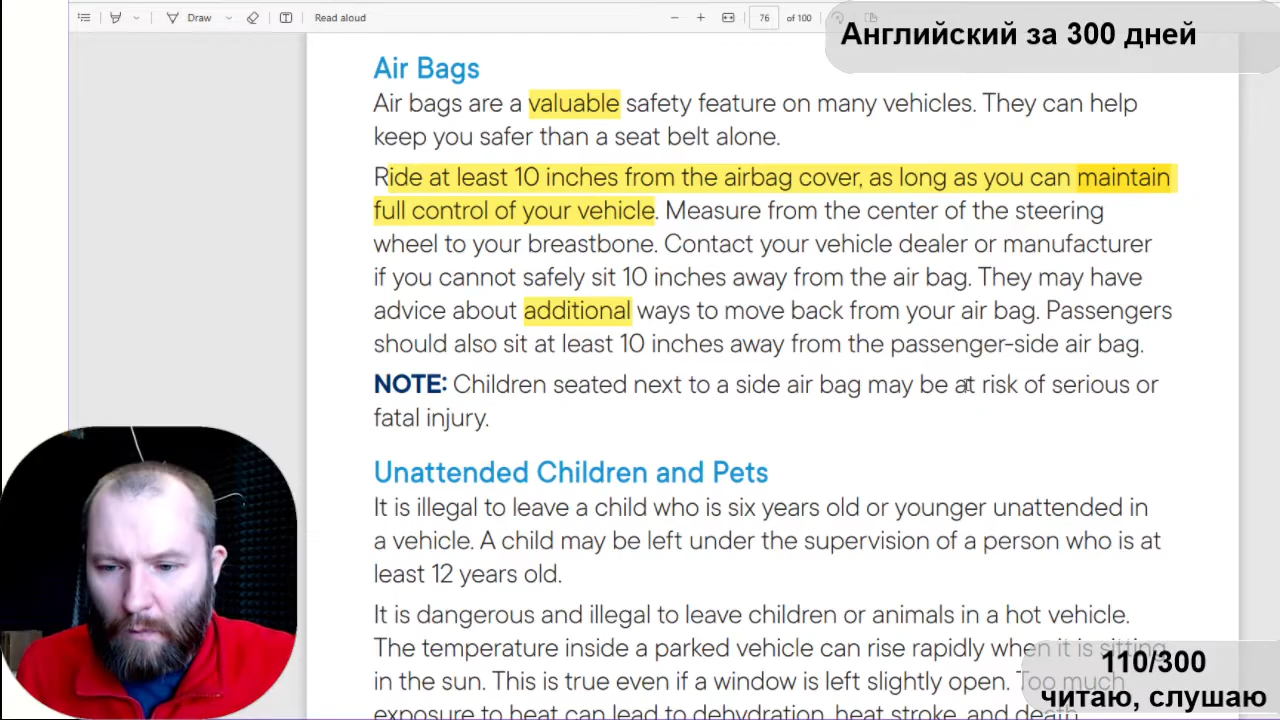 Draw
Read aloud
76 of 100
Английский за 300 дней
Air Bags
Air bags are a valuable safety feature on many vehicles. They can help
keep you safer than a seat belt alone.
Ride at least 10 inches from the airbag cover, as long as you can maintain
full control of your vehicle. Measure from the center of the steering
wheel to your breastbone. Contact your vehicle dealer or manufacturer
if you cannot safely sit 10 inches away from the air bag. They may have
advice about additional ways to move back from your air bag. Passengers
should also sit at least 10 inches away from the passenger-side air bag.
NOTE: Children seated next to a side air bag may be at risk of serious or
fatal injury.
Unattended Children and Pets
It is illegal to leave a child who is six years old or younger unattended in
a vehicle. A child may be left under the supervision of a person who is at
least 12 years old.
It is dangerous and illegal to leave children or animals in a hot vehicle.
The temperature inside a parked vehicle can rise rapidly when it is sitting
in the sun. This is true even if a window is left slightly open. Too much
exposure to heat can lead to dehydration, heat stroke, and death.
110/300
читаю, слушаю